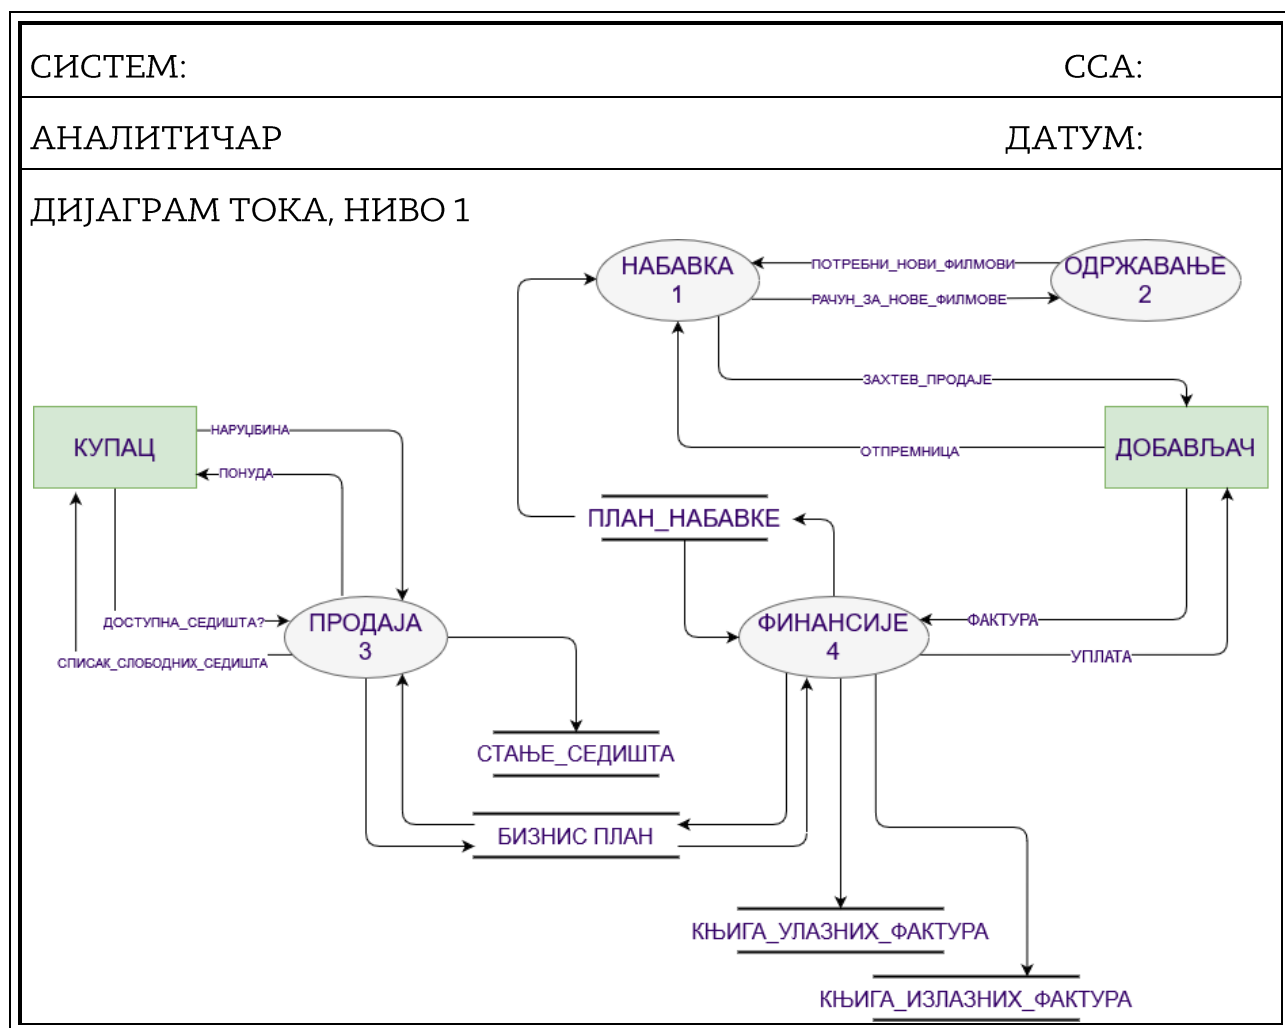 СИСТЕМ: ССА:
АНАЛИТИЧАР ДАТУМ:
ДИЈАГРАМ ТОКА, НИВО 1
НАБАВКА
1
ПОТРЕБНИ_НОВИ_ФИЛМОВИ
РАЧУН_ЗА_НОВЕ_ФИЛМОВЕ
ОДРЖАВАЊЕ
2
ЗАХТЕВ_ПРОДАЈЕ
КУПАЦ
НАРУЏБИНА
ПОНУДА
ОТПРЕМНИЦА
ДОБАВЉАЧ
ПЛАН_НАБАВКЕ
ДОСТУПНА_СЕДИШТА?
СПИСАК_СЛОБОДНИХ_СЕДИШТА
ПРОДАЈА
3
ФИНАНСИЈЕ
4
ФАКТУРА
УПЛАТА
СТАЊЕ_СЕДИШТА
БИЗНИС ПЛАН
КЊИГА_УЛАЗНИХ_ФАКТУРА
КЊИГА_ИЗЛАЗНИХ_ФАКТУРА